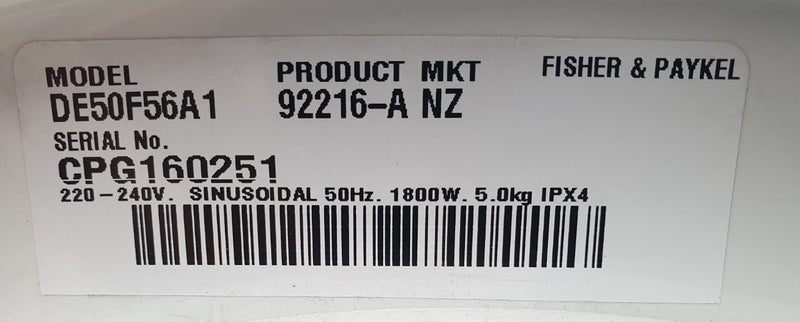 MODEL PRODUCT MKT FISHER & PAYKEL
DE50F56A1 92216-A NZ
SERIAL No.
CPG160251
220-240V. SINUSOIDAL 50Hz. 1800W. 5.0kg IPX4